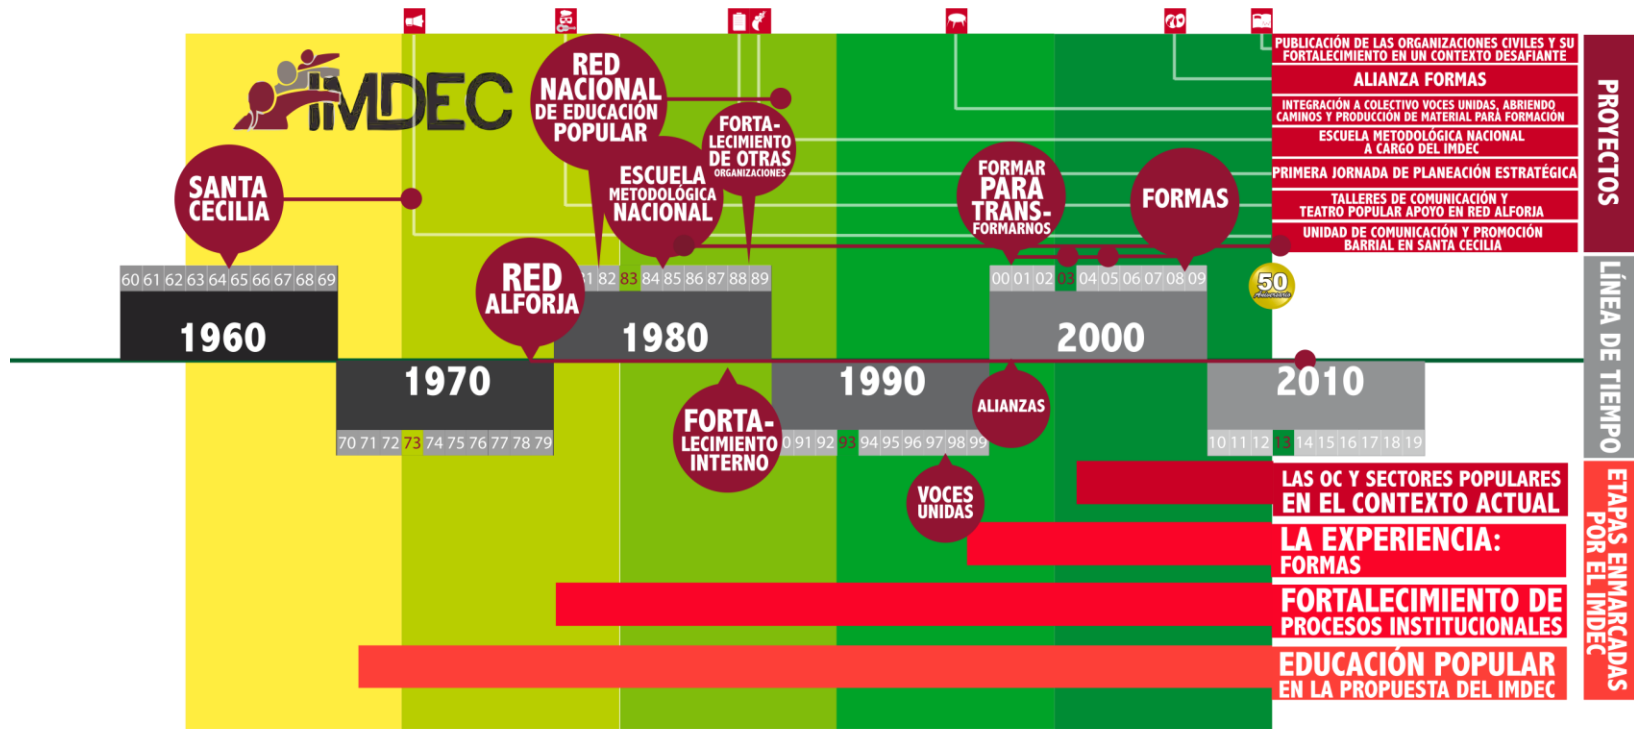 IMDEC
PUBLICACIÓN DE LAS ORGANIZACIONES CIVILES Y SU
FORTALECIMIENTO EN UN CONTEXTO DESAFIANTE
ALIANZA FORMAS
INTEGRACIÓN A COLECTIVO VOCES UNIDAS, ABRIENDO
CAMINOS Y PRODUCCIÓN DE MATERIAL PARA FORMACIÓN
ESCUELA METODOLÓGICA NACIONAL
A CARGO DEL IMDEC
PRIMERA JORNADA DE PLANEACIÓN ESTRATÉGICA
TALLERES DE COMUNICACIÓN Y
TEATRO POPULAR APOYO EN RED ALFORJA
UNIDAD DE COMUNICACIÓN Y PROMOCIÓN
BARRIAL EN SANTA CECILIA
PROYECTOS
SANTA
CECILIA
RED
NACIONAL
DE EDUCACIÓN
POPULAR
ESCUELA
METODOLÓGICA
NACIONAL
FORTA-
LECIMIENTO
DE OTRAS
ORGANIZACIONES
FORMAR
PARA
TRANS-
FORMARNOS
FORMAS
RED
ALFORJA
60 61 62 63 64 65 66 67 68 69
1960
81 82 83 84 85 86 87 88 89
1980
00 01 02 03 04 05 06 07 08 09
2000
50
Aniversario
LÍNEA DE TIEMPO
1970
70 71 72 73 74 75 76 77 78 79
1990
0 91 92 93 94 95 96 97 98 99
2010
10 11 12 13 14 15 16 17 18 19
FORTA-
LECIMIENTO
INTERNO
ALIANZAS
VOCES
UNIDAS
LAS OC Y SECTORES POPULARES
EN EL CONTEXTO ACTUAL
LA EXPERIENCIA:
FORMAS
FORTALECIMIENTO DE
PROCESOS INSTITUCIONALES
EDUCACIÓN POPULAR
EN LA PROPUESTA DEL IMDEC
ETAPAS ENMARCADAS
POR EL IMDEC